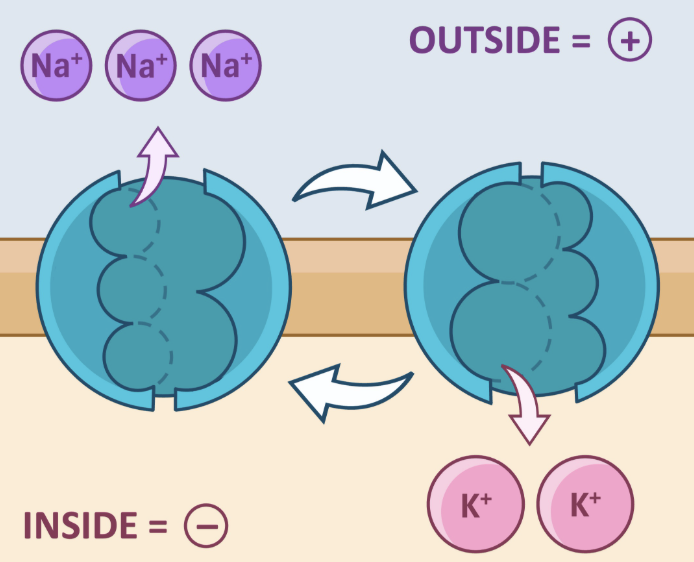 Na⁺ Na⁺ Na⁺
OUTSIDE = +
INSIDE = −
K⁺ K⁺